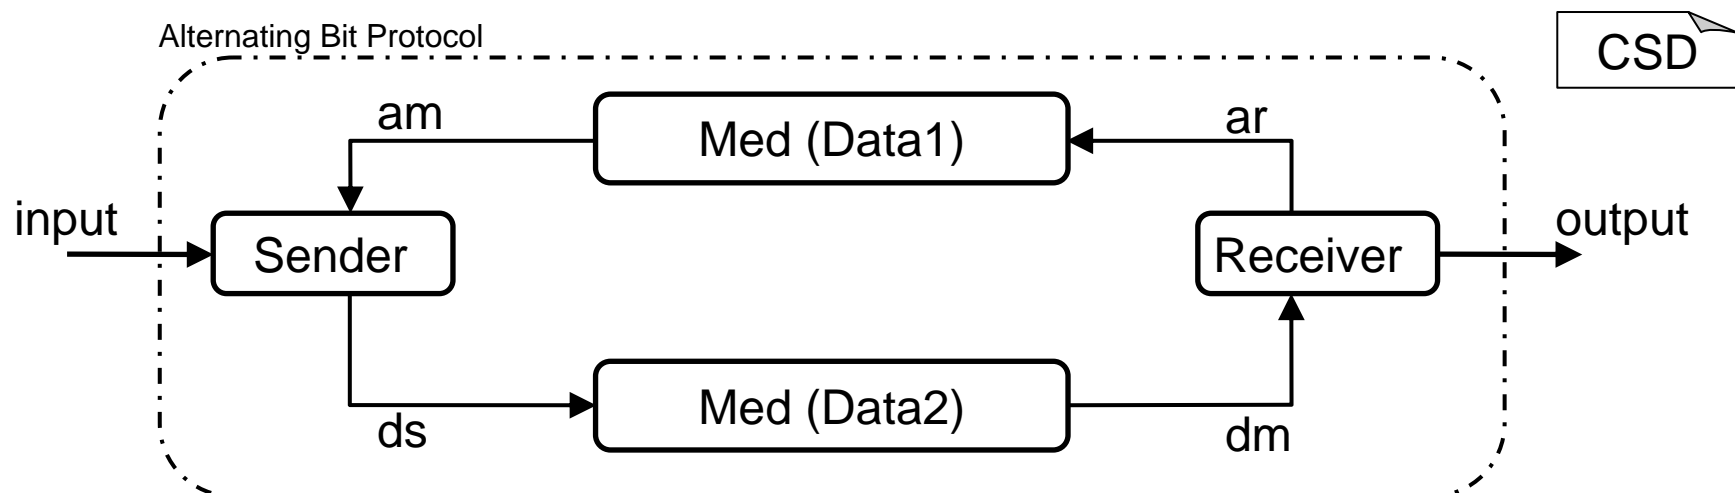 Alternating Bit Protocol
CSD
am
Med (Data1)
ar
input
Sender
Receiver
output
ds
Med (Data2)
dm